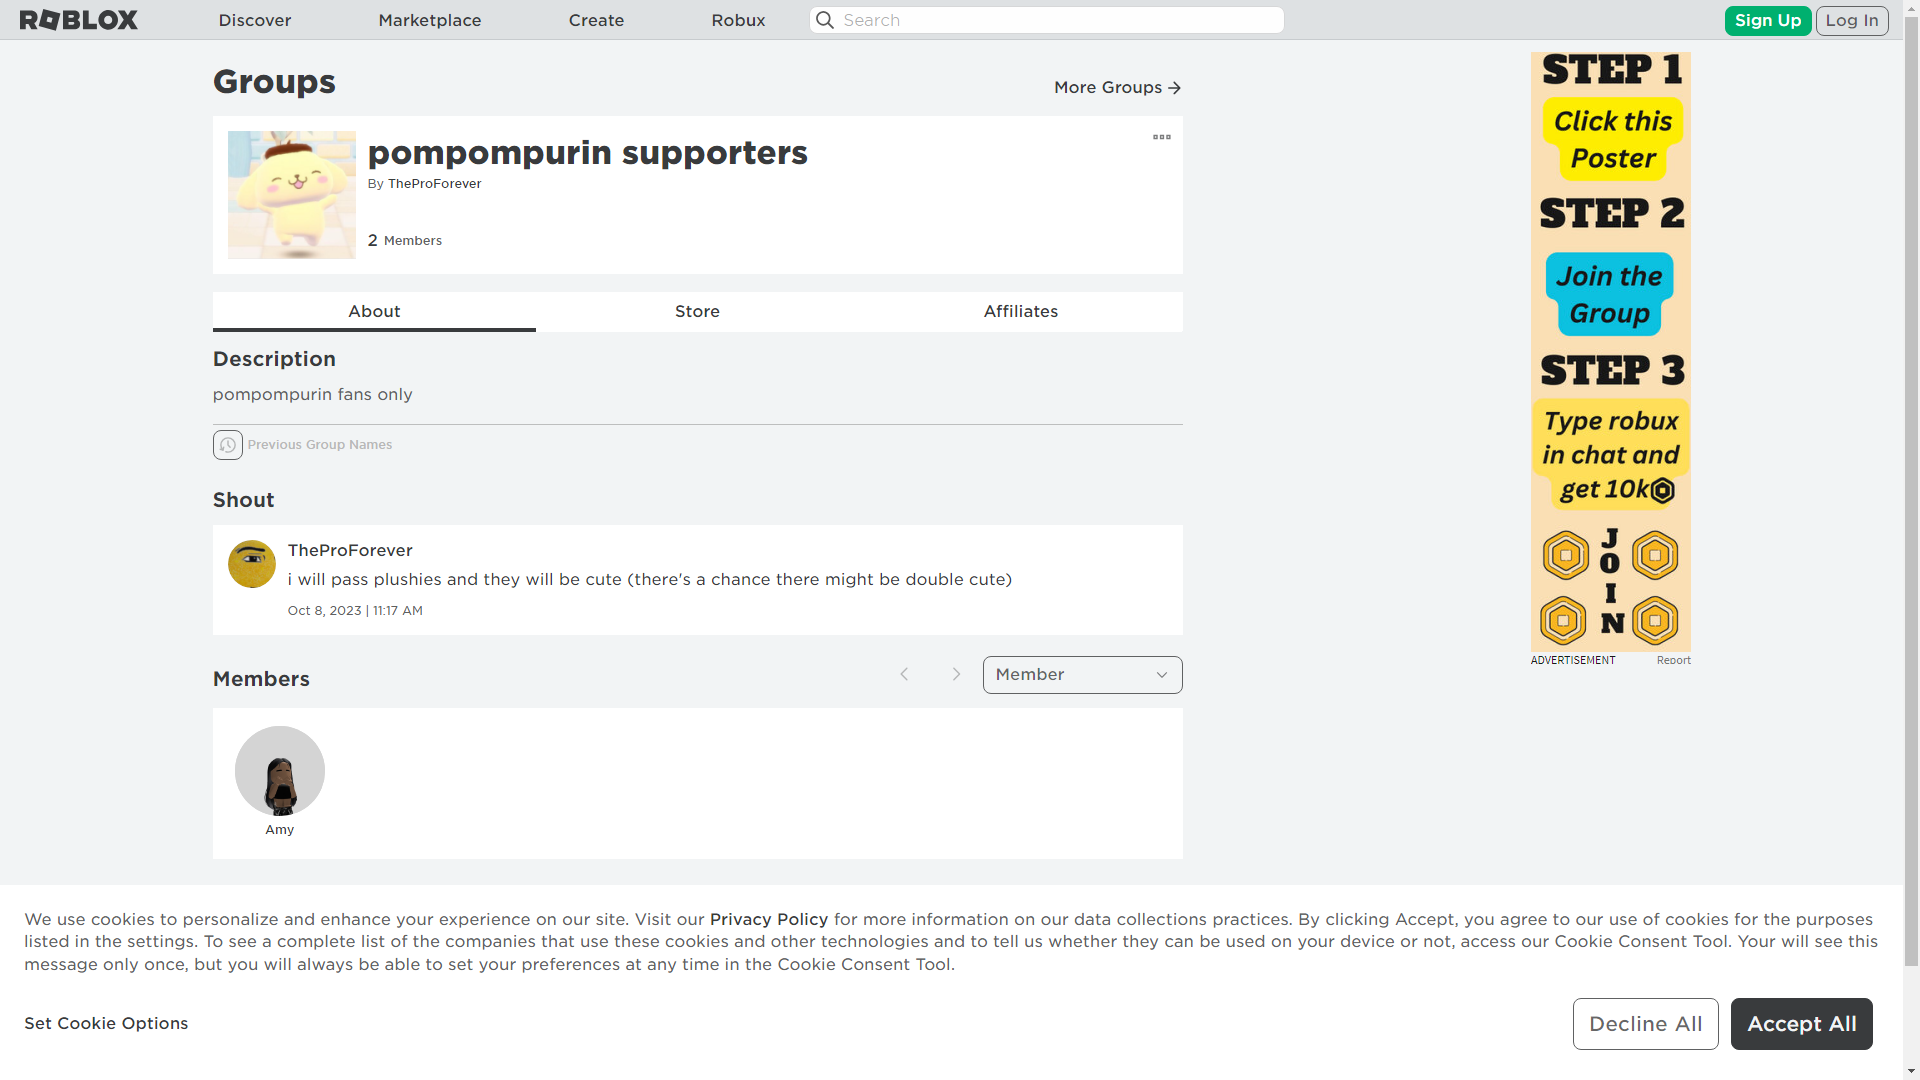 ROBLOX
Discover
Marketplace
Create
Robux
Search
Sign Up
Log In
Groups
More Groups
pompompurin supporters
By TheProForever
2 Members
About
Store
Affiliates
Description
pompompurin fans only
Previous Group Names
Shout
TheProForever
i will pass plushies and they will be cute (there's a chance there might be double cute)
Oct 8, 2023 | 11:17 AM
Members
Member
Amy
STEP 1
Click this
Poster
STEP 2
Join the
Group
STEP 3
Type robux
in chat and
get 10k
JOIN
ADVERTISEMENT
Report
We use cookies to personalize and enhance your experience on our site. Visit our Privacy Policy for more information on our data collections practices. By clicking Accept, you agree to our use of cookies for the purposes
listed in the settings. To see a complete list of the companies that use these cookies and other technologies and to tell us whether they can be used on your device or not, access our Cookie Consent Tool. Your will see this
message only once, but you will always be able to set your preferences at any time in the Cookie Consent Tool.
Set Cookie Options
Decline All
Accept All